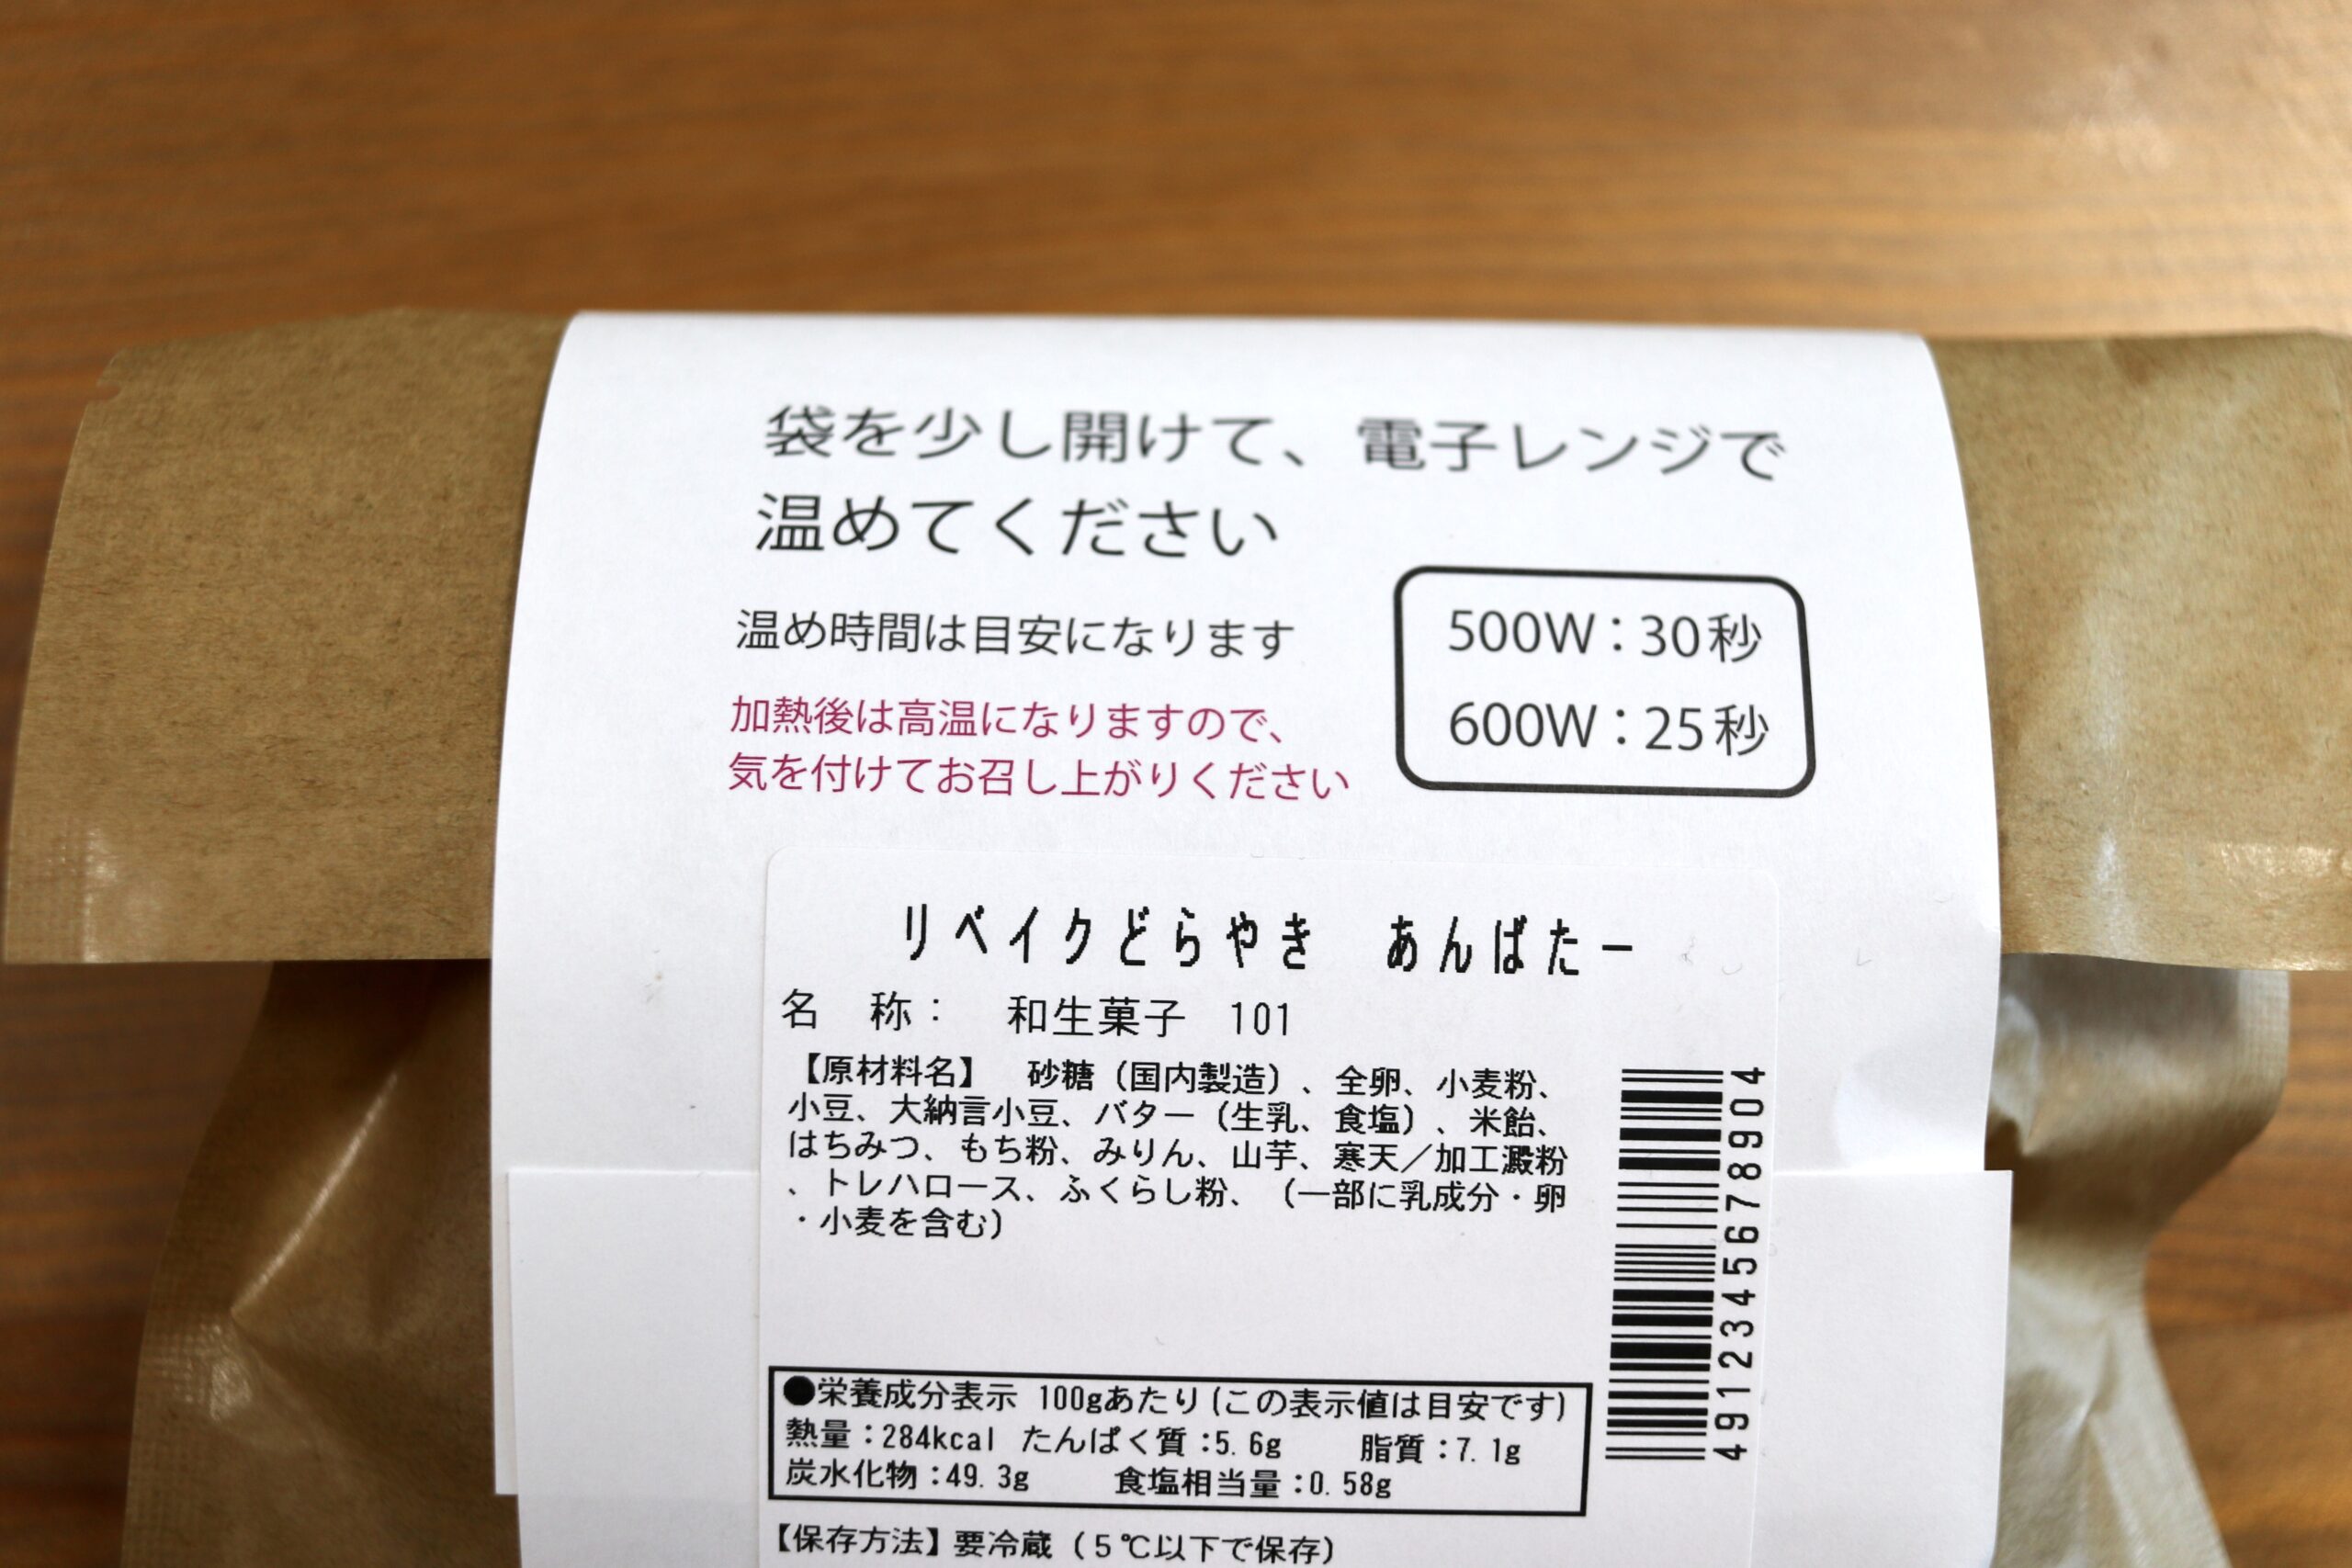 袋を少し開けて、電子レンジで
温めてください
温め時間は目安になります
加熱後は高温になりますので、
気を付けてお召し上がりください
500W：30秒
600W：25秒
リベイクどらやき　あんばたー
名　称：　和生菓子　101
【原材料名】　砂糖（国内製造）、全卵、小麦粉、
小豆、大納言小豆、バター（生乳、食塩）、米飴、
はちみつ、もち粉、みりん、山芋、寒天／加工澱粉
、トレハロース、ふくらし粉、（一部に乳成分・卵
・小麦を含む）
4912345678904
●栄養成分表示 100gあたり(この表示値は目安です)
熱量：284kcal たんぱく質：5.6g　脂質：7.1g
炭水化物：49.3g　食塩相当量：0.58g
【保存方法】要冷蔵（5℃以下で保存）